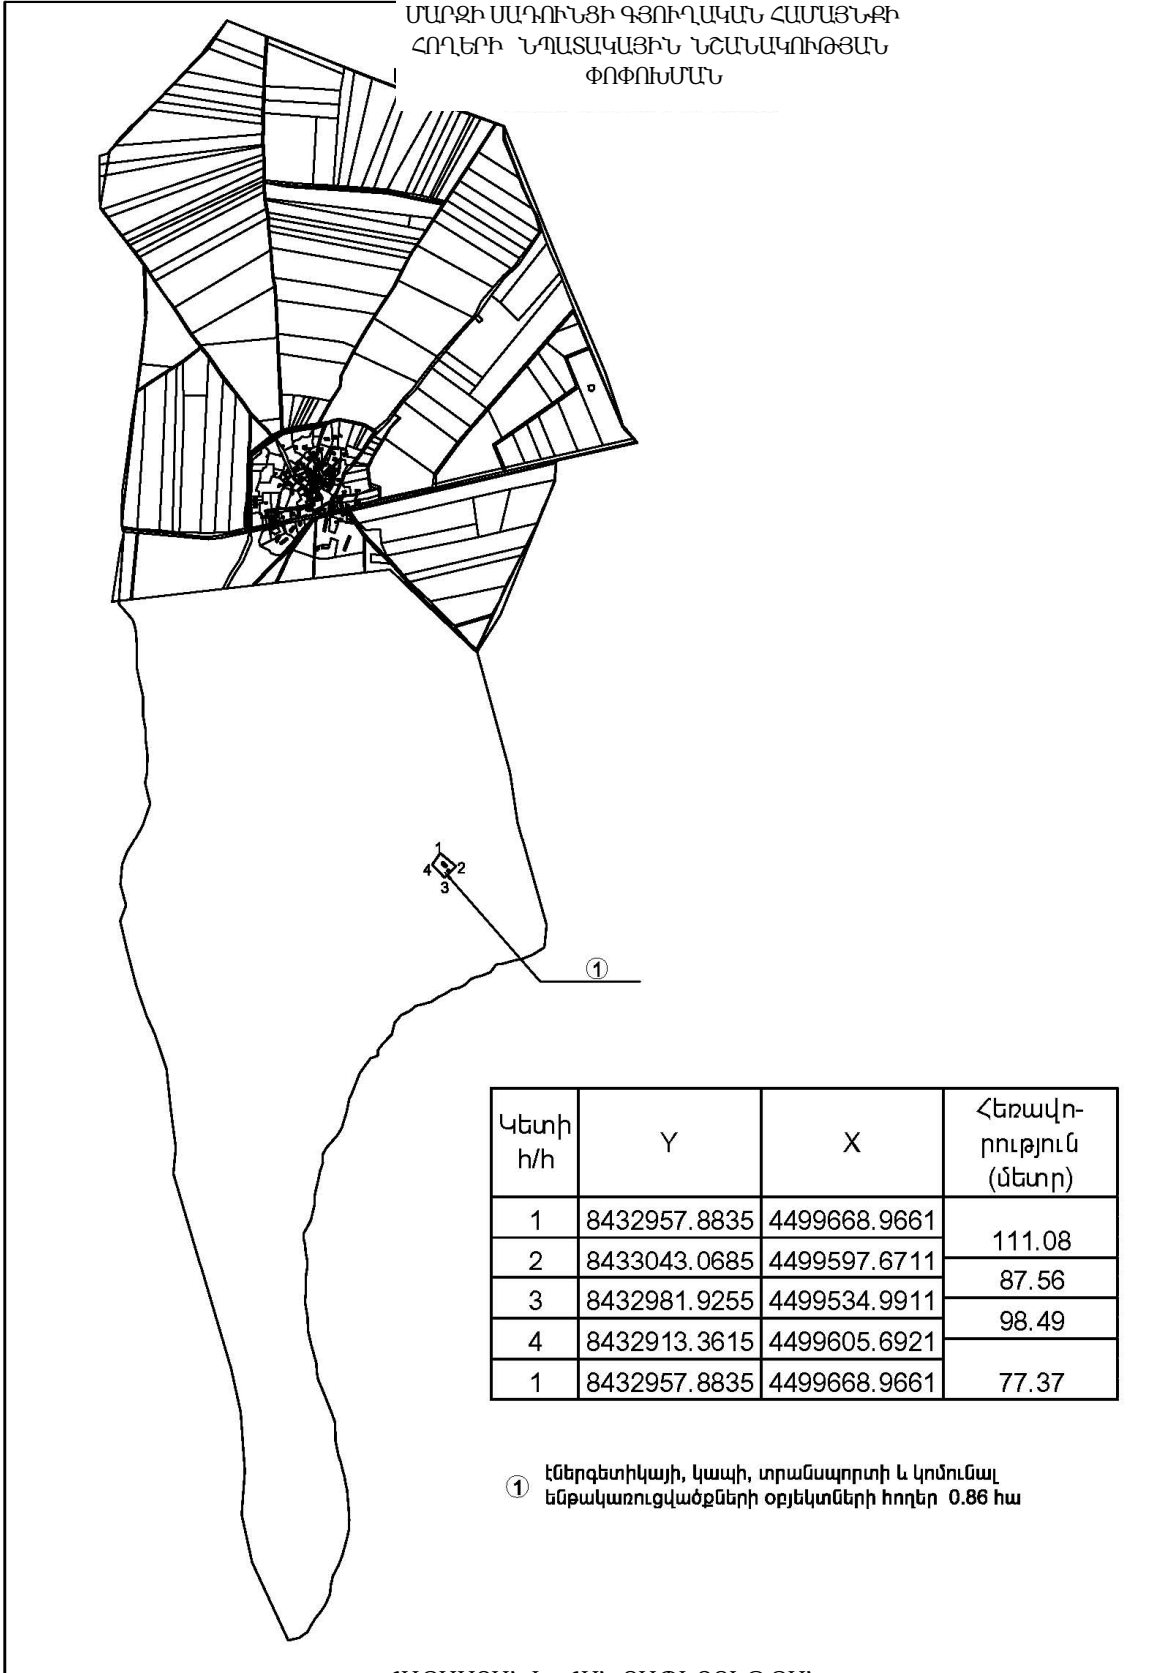 ՄԱՐԶԻ ՍԱԴՈՒՆՑԻ ԳՅՈՒՂԱԿԱՆ ՀԱՄԱՅՆՔԻ
ՀՈՂԵՐԻ ՆՊԱՏԱԿԱՅԻՆ ՆՇԱՆԱԿՈՒԹՅԱՆ
ՓՈՓՈԽՄԱՆ
1
4 2
3
①
Կետի հ/հ Y X Հեռավո-
րություն
(մետր)
1 8432957.8835 4499668.9661
111.08
2 8433043.0685 4499597.6711
87.56
3 8432981.9255 4499534.9911
98.49
4 8432913.3615 4499605.6921
1 8432957.8835 4499668.9661 77.37
① էներգետիկայի, կապի, տրանսպորտի և կոմունալ
ենթակառուցվածքների օբյեկտների հողեր 0.86 հա